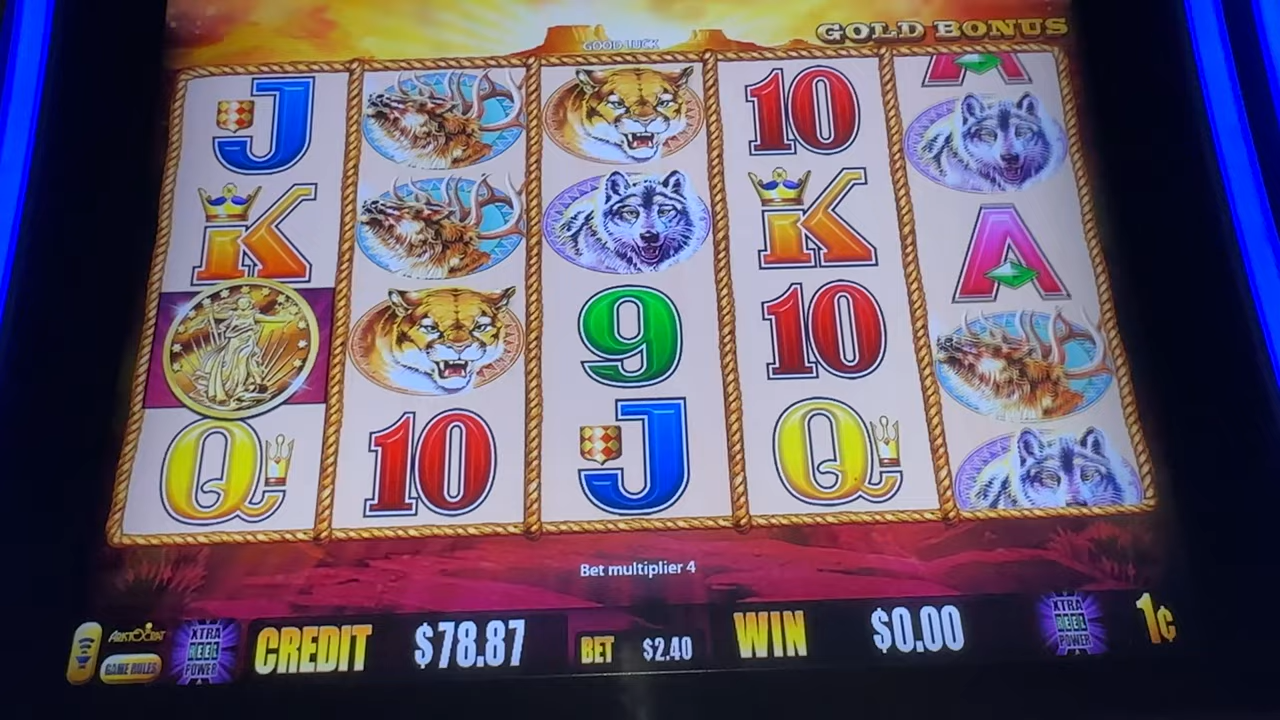 GOOD LUCK
GOLD BONUS
J
10
A
K
K
A
9
10
Q
10
J
Q
Bet multiplier 4
ARISTOCRAT
GAME RULES
XTRA
REEL
POWER
CREDIT $78.87
BET $2.40
WIN $0.00
XTRA
REEL
POWER
1¢